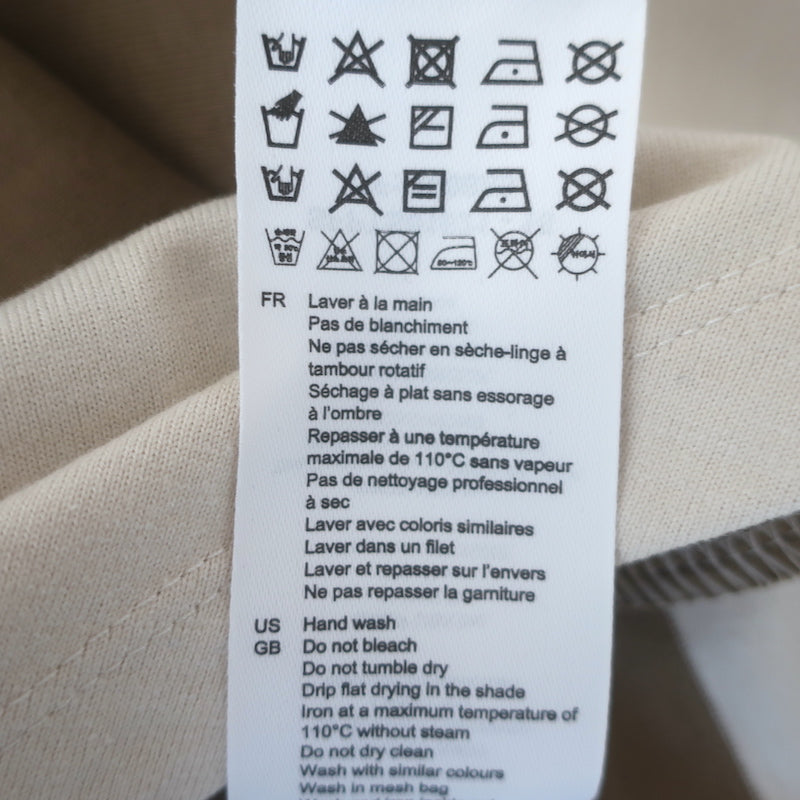 80~120℃
FR Laver à la main
Pas de blanchiment
Ne pas sécher en sèche-linge à
tambour rotatif
Séchage à plat sans essorage
à l'ombre
Repasser à une température
maximale de 110°C sans vapeur
Pas de nettoyage professionnel
à sec
Laver avec coloris similaires
Laver dans un filet
Laver et repasser sur l'envers
Ne pas repasser la garniture
US Hand wash
GB Do not bleach
Do not tumble dry
Drip flat drying in the shade
Iron at a maximum temperature of
110°C without steam
Do not dry clean
Wash with similar colours
Wash in mesh bag